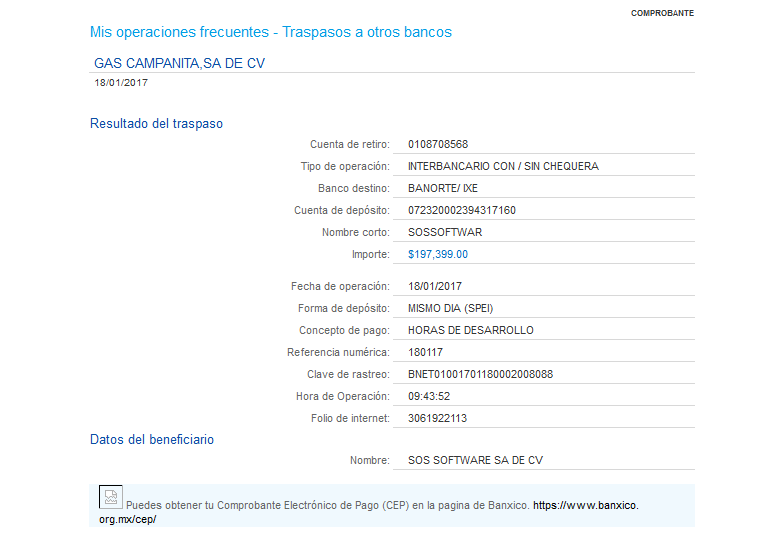 COMPROBANTE
Mis operaciones frecuentes - Traspasos a otros bancos
GAS CAMPANITA,SA DE CV
18/01/2017
Resultado del traspaso
Cuenta de retiro: 0108708568
Tipo de operación: INTERBANCARIO CON / SIN CHEQUERA
Banco destino: BANORTE/ IXE
Cuenta de depósito: 072320002394317160
Nombre corto: SOSSOFTWAR
Importe: $197,399.00
Fecha de operación: 18/01/2017
Forma de depósito: MISMO DIA (SPEI)
Concepto de pago: HORAS DE DESARROLLO
Referencia numérica: 180117
Clave de rastreo: BNET01001701180002008088
Hora de Operación: 09:43:52
Folio de internet: 3061922113
Datos del beneficiario
Nombre: SOS SOFTWARE SA DE CV
Puedes obtener tu Comprobante Electrónico de Pago (CEP) en la pagina de Banxico. https://www.banxico.
org.mx/cep/